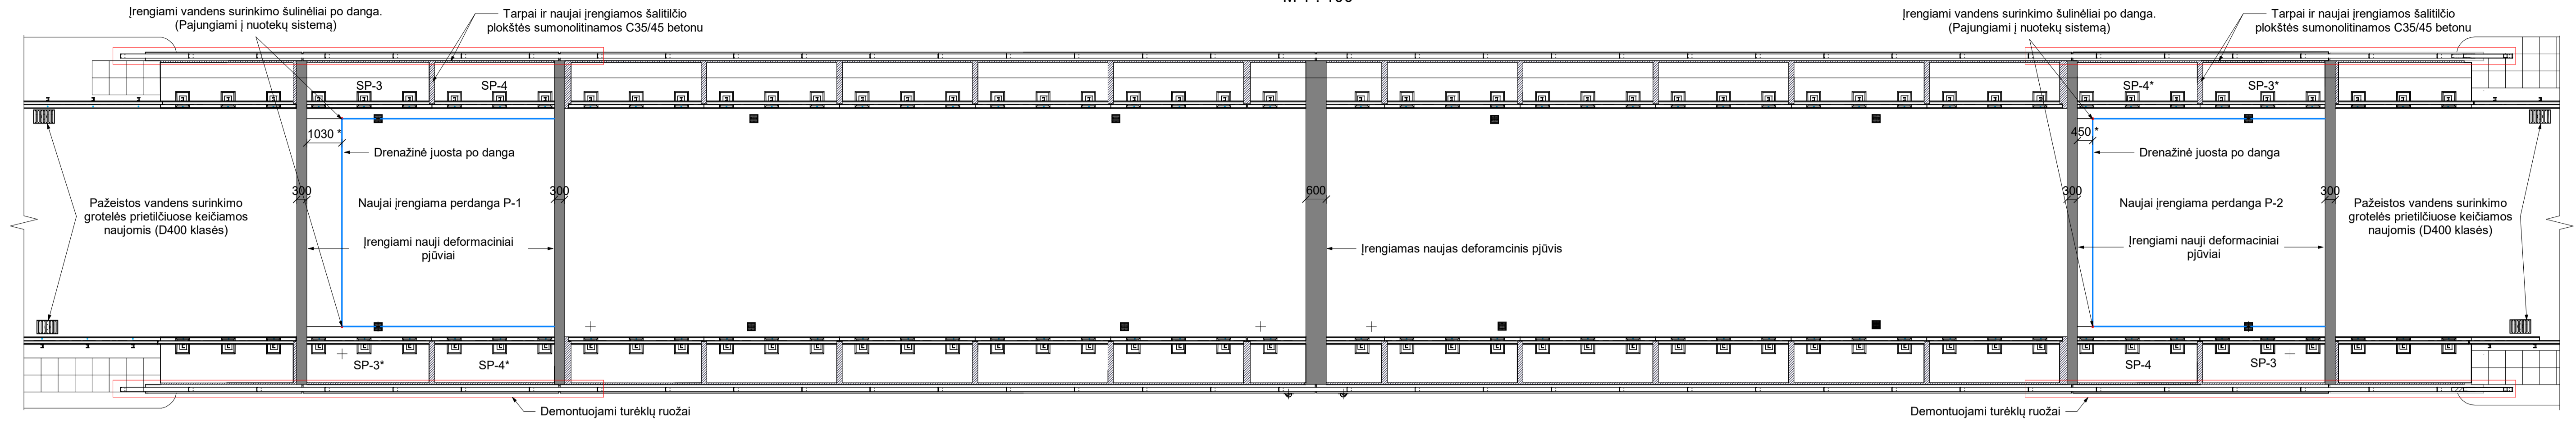 Įrengiami vandens surinkimo šulinėliai po danga.
(Pajungiami į nuotekų sistemą)
Tarpai ir naujai įrengiamos šalitilčio
plokštės sumonolitinamos C35/45 betonu
Įrengiami vandens surinkimo šulinėliai po danga.
(Pajungiami į nuotekų sistemą)
Tarpai ir naujai įrengiamos šalitilčio
plokštės sumonolitinamos C35/45 betonu
SP-3
SP-4
SP-4*
SP-3*
1030 *
450 *
Drenažinė juosta po danga
Drenažinė juosta po danga
300
300
600
300
300
Pažeistos vandens surinkimo
grotelės prietilčiuose keičiamos
naujomis (D400 klasės)
Naujai įrengiama perdanga P-1
Įrengiami nauji deformaciniai
pjūviai
Įrengiamas naujas deforamcinis pjūvis
Naujai įrengiama perdanga P-2
Įrengiami nauji deformaciniai
pjūviai
Pažeistos vandens surinkimo
grotelės prietilčiuose keičiamos
naujomis (D400 klasės)
SP-3*
SP-4*
SP-4
SP-3
Demontuojami turėklų ruožai
Demontuojami turėklų ruožai